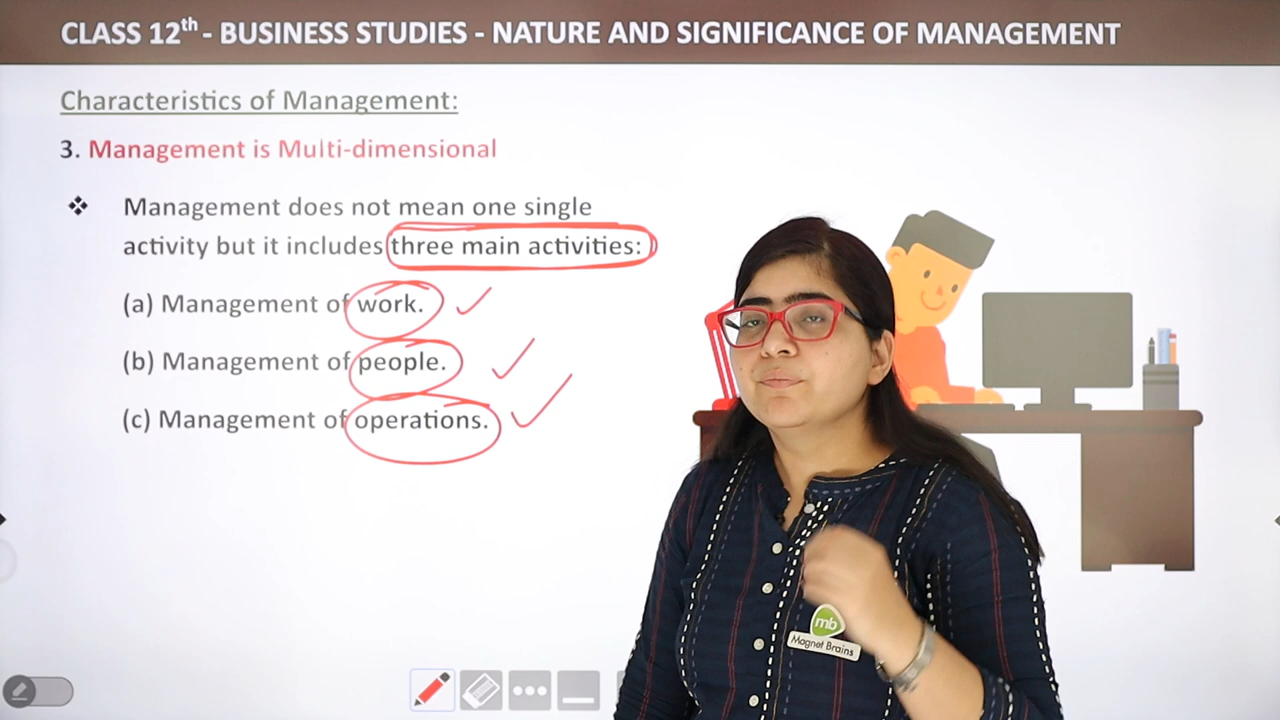 CLASS 12th - BUSINESS STUDIES - NATURE AND SIGNIFICANCE OF MANAGEMENT
Characteristics of Management:
3. Management is Multi-dimensional
❖ Management does not mean one single
activity but it includes three main activities:
(a) Management of work.
(b) Management of people.
(c) Management of operations.
mb
Magnet Brains